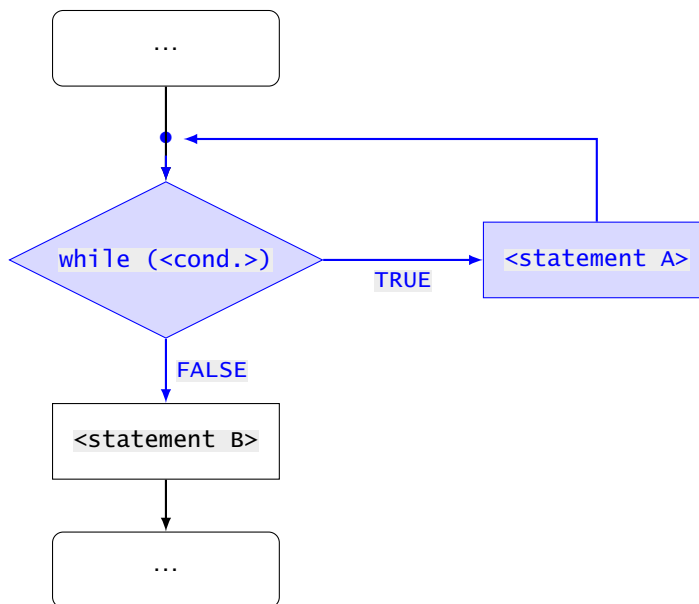 ...
while (<cond.>)
<statement A>
TRUE
FALSE
<statement B>
...